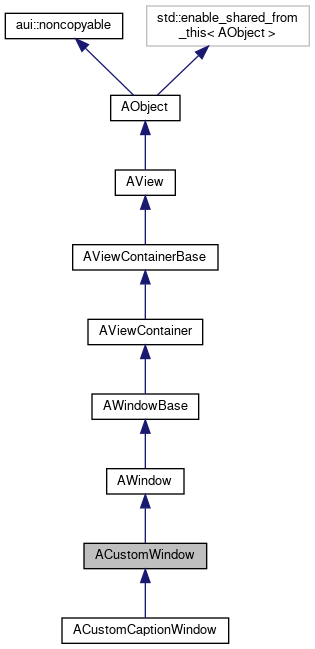 aui::noncopyable
std::enable_shared_from
_this< AObject >
AObject
AView
AViewContainerBase
AViewContainer
AWindowBase
AWindow
ACustomWindow
ACustomCaptionWindow